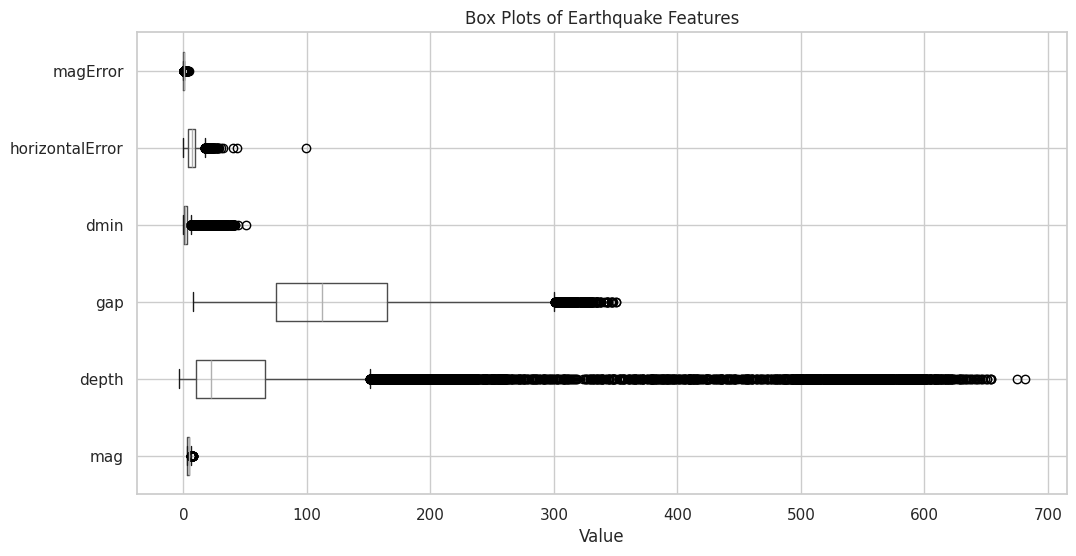 Box Plots of Earthquake Features
magError
horizontalError
dmin
gap
depth
mag
0 100 200 300 400 500 600 700
Value